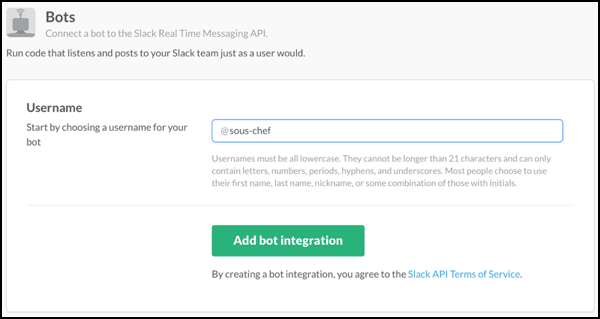 Bots
Connect a bot to the Slack Real Time Messaging API.
Run code that listens and posts to your Slack team just as a user would.
Username
Start by choosing a username for your
bot
@sous-chef
Usernames must be all lowercase. They cannot be longer than 21 characters and can only
contain letters, numbers, periods, hyphens, and underscores. Most people choose to use
their first name, last name, nickname, or some combination of those with initials.
Add bot integration
By creating a bot integration, you agree to the Slack API Terms of Service.